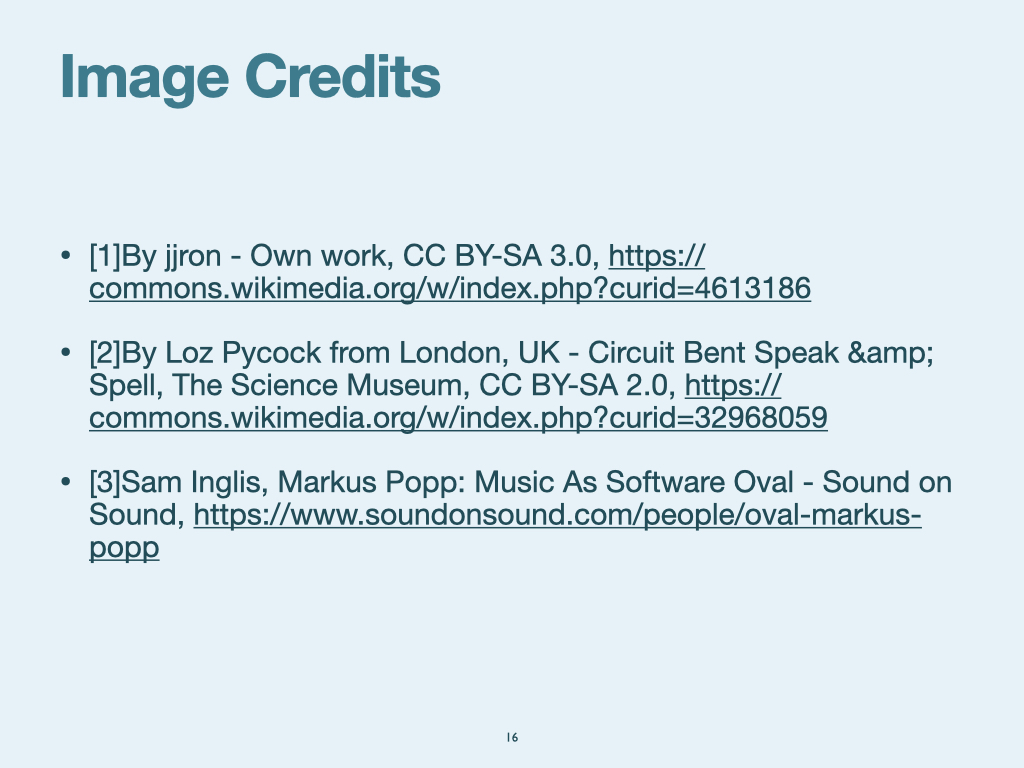 Image Credits
• [1]By jjron - Own work, CC BY-SA 3.0, https://
commons.wikimedia.org/w/index.php?curid=4613186
• [2]By Loz Pycock from London, UK - Circuit Bent Speak &amp;
Spell, The Science Museum, CC BY-SA 2.0, https://
commons.wikimedia.org/w/index.php?curid=32968059
• [3]Sam Inglis, Markus Popp: Music As Software Oval - Sound on
Sound, https://www.soundonsound.com/people/oval-markus-
popp
16